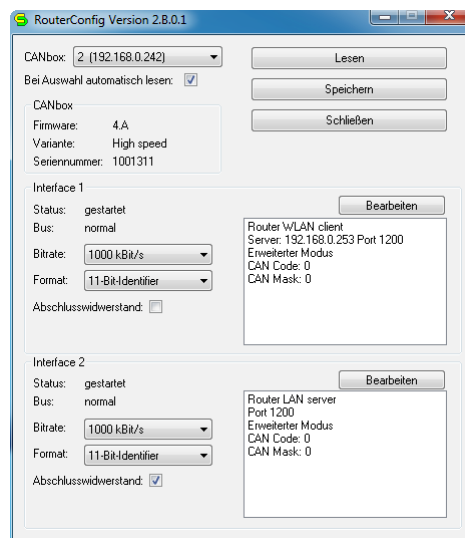 RouterConfig Version 2.B.0.1
CANbox: 2 (192.168.0.242)
Lesen
Bei Auswahl automatisch lesen:
Speichern
CANbox
Schließen
Firmware: 4.A
Variante: High speed
Seriennummer: 1001311
Interface 1
Bearbeiten
Status: gestartet
Bus: normal
Bitrate: 1000 kBit/s
Format: 11-Bit-Identifier
Abschlusswidwerstand:
Router WLAN client
Server: 192.168.0.253 Port 1200
Erweiterter Modus
CAN Code: 0
CAN Mask: 0
Interface 2
Bearbeiten
Status: gestartet
Bus: normal
Bitrate: 1000 kBit/s
Format: 11-Bit-Identifier
Abschlusswidwerstand:
Router LAN server
Port 1200
Erweiterter Modus
CAN Code: 0
CAN Mask: 0